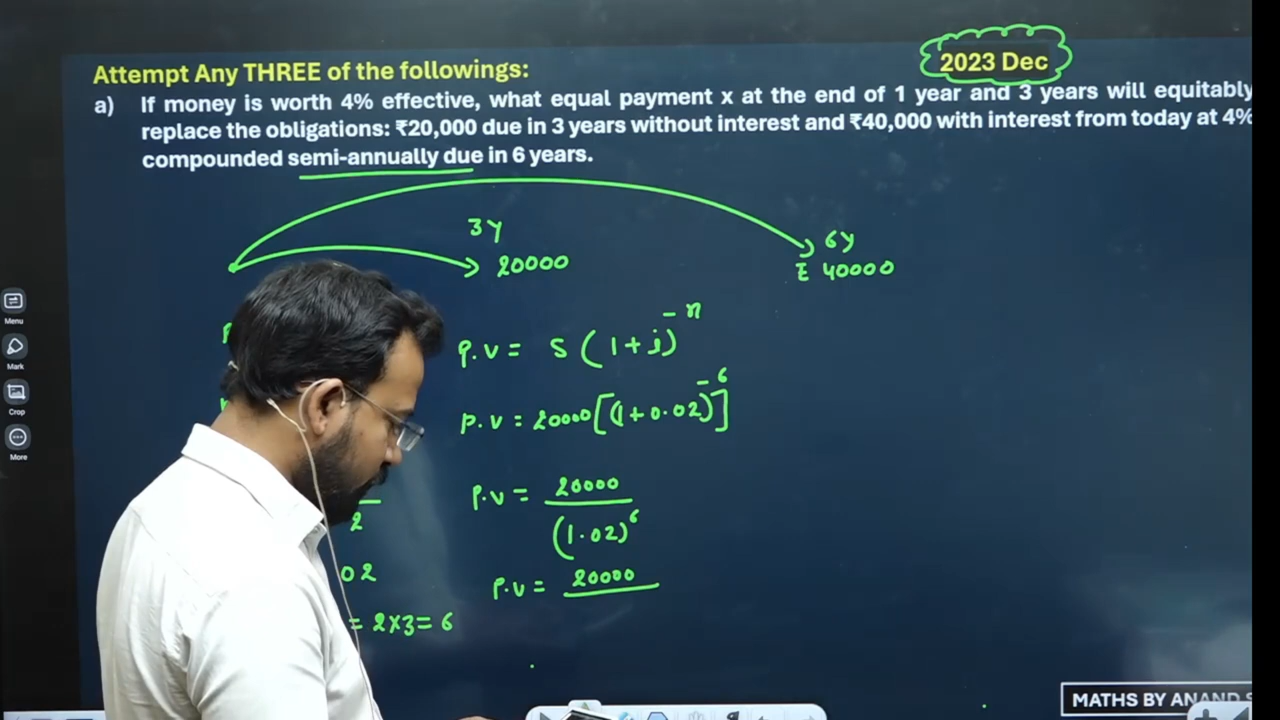 2023 Dec
Attempt Any THREE of the followings:
a) If money is worth 4% effective, what equal payment x at the end of 1 year and 3 years will equitably
replace the obligations: ₹20,000 due in 3 years without interest and ₹40,000 with interest from today at 4%
compounded semi-annually due in 6 years.
3Y
20000
6Y
40000
P.V = S (1+j)^-n
P.V = 20000[(1+0.02)^-6]
P.V = 20000
(1.02)^6
2
02
P.V = 20000
= 2x3= 6
Menu
Mark
Crop
More
MATHS BY ANAND